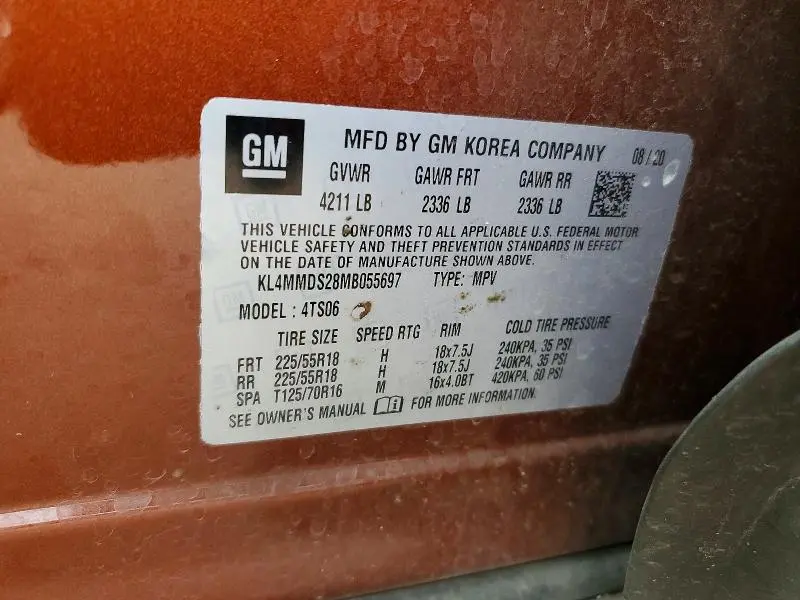 GM
MFD BY GM KOREA COMPANY 08/20
GVWR GAWR FRT GAWR RR
4211 LB 2336 LB 2336 LB
THIS VEHICLE CONFORMS TO ALL APPLICABLE U.S. FEDERAL MOTOR
VEHICLE SAFETY AND THEFT PREVENTION STANDARDS IN EFFECT
ON THE DATE OF MANUFACTURE SHOWN ABOVE.
KL4MMDS28MB055697 TYPE: MPV
MODEL : 4TS06
TIRE SIZE SPEED RTG RIM COLD TIRE PRESSURE
FRT 225/55R18 H 18x7.5J 240KPA, 35 PSI
RR 225/55R18 H 18x7.5J 240KPA, 35 PSI
SPA T125/70R16 M 16x4.0BT 420KPA, 60 PSI
SEE OWNER'S MANUAL i FOR MORE INFORMATION.